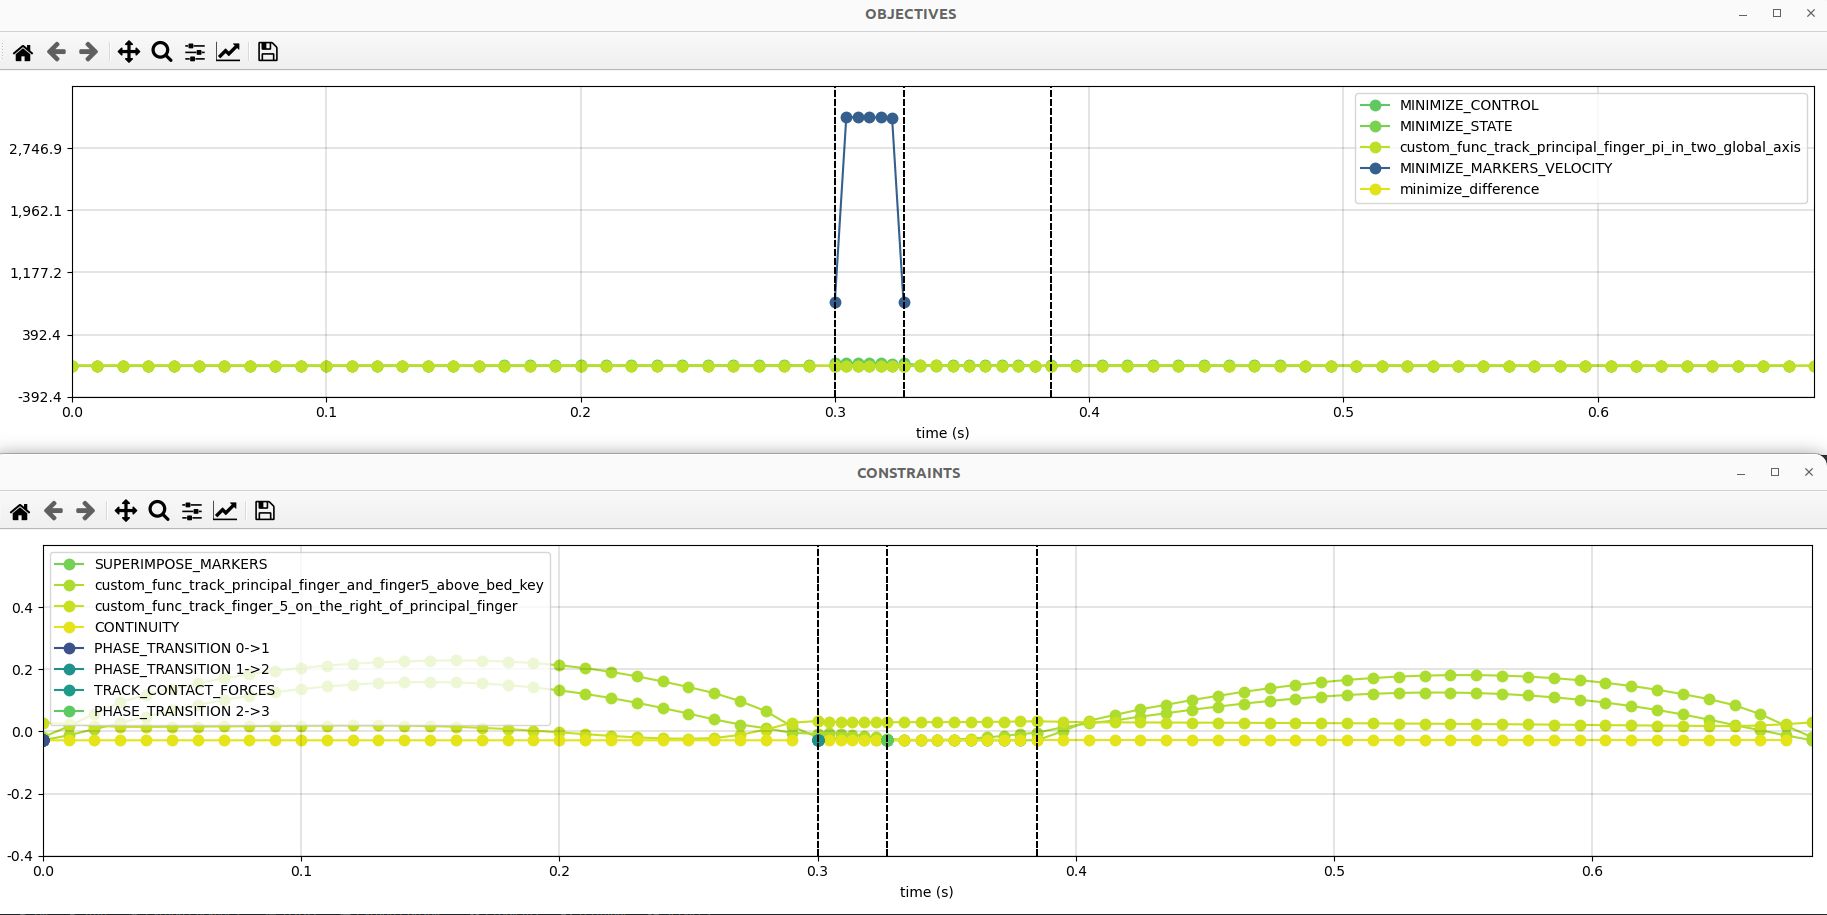 OBJECTIVES
2,746.9
1,962.1
1,177.2
392.4
-392.4
MINIMIZE_CONTROL
MINIMIZE_STATE
custom_func_track_principal_finger_pi_in_two_global_axis
MINIMIZE_MARKERS_VELOCITY
minimize_difference
0.0 0.1 0.2 0.3 0.4 0.5 0.6
time (s)
CONSTRAINTS
0.4
0.2
0.0
-0.2
-0.4
SUPERIMPOSE_MARKERS
custom_func_track_principal_finger_and_finger5_above_bed_key
custom_func_track_finger_5_on_the_right_of_principal_finger
CONTINUITY
PHASE_TRANSITION 0->1
PHASE_TRANSITION 1->2
TRACK_CONTACT_FORCES
PHASE_TRANSITION 2->3
0.0 0.1 0.2 0.3 0.4 0.5 0.6
time (s)